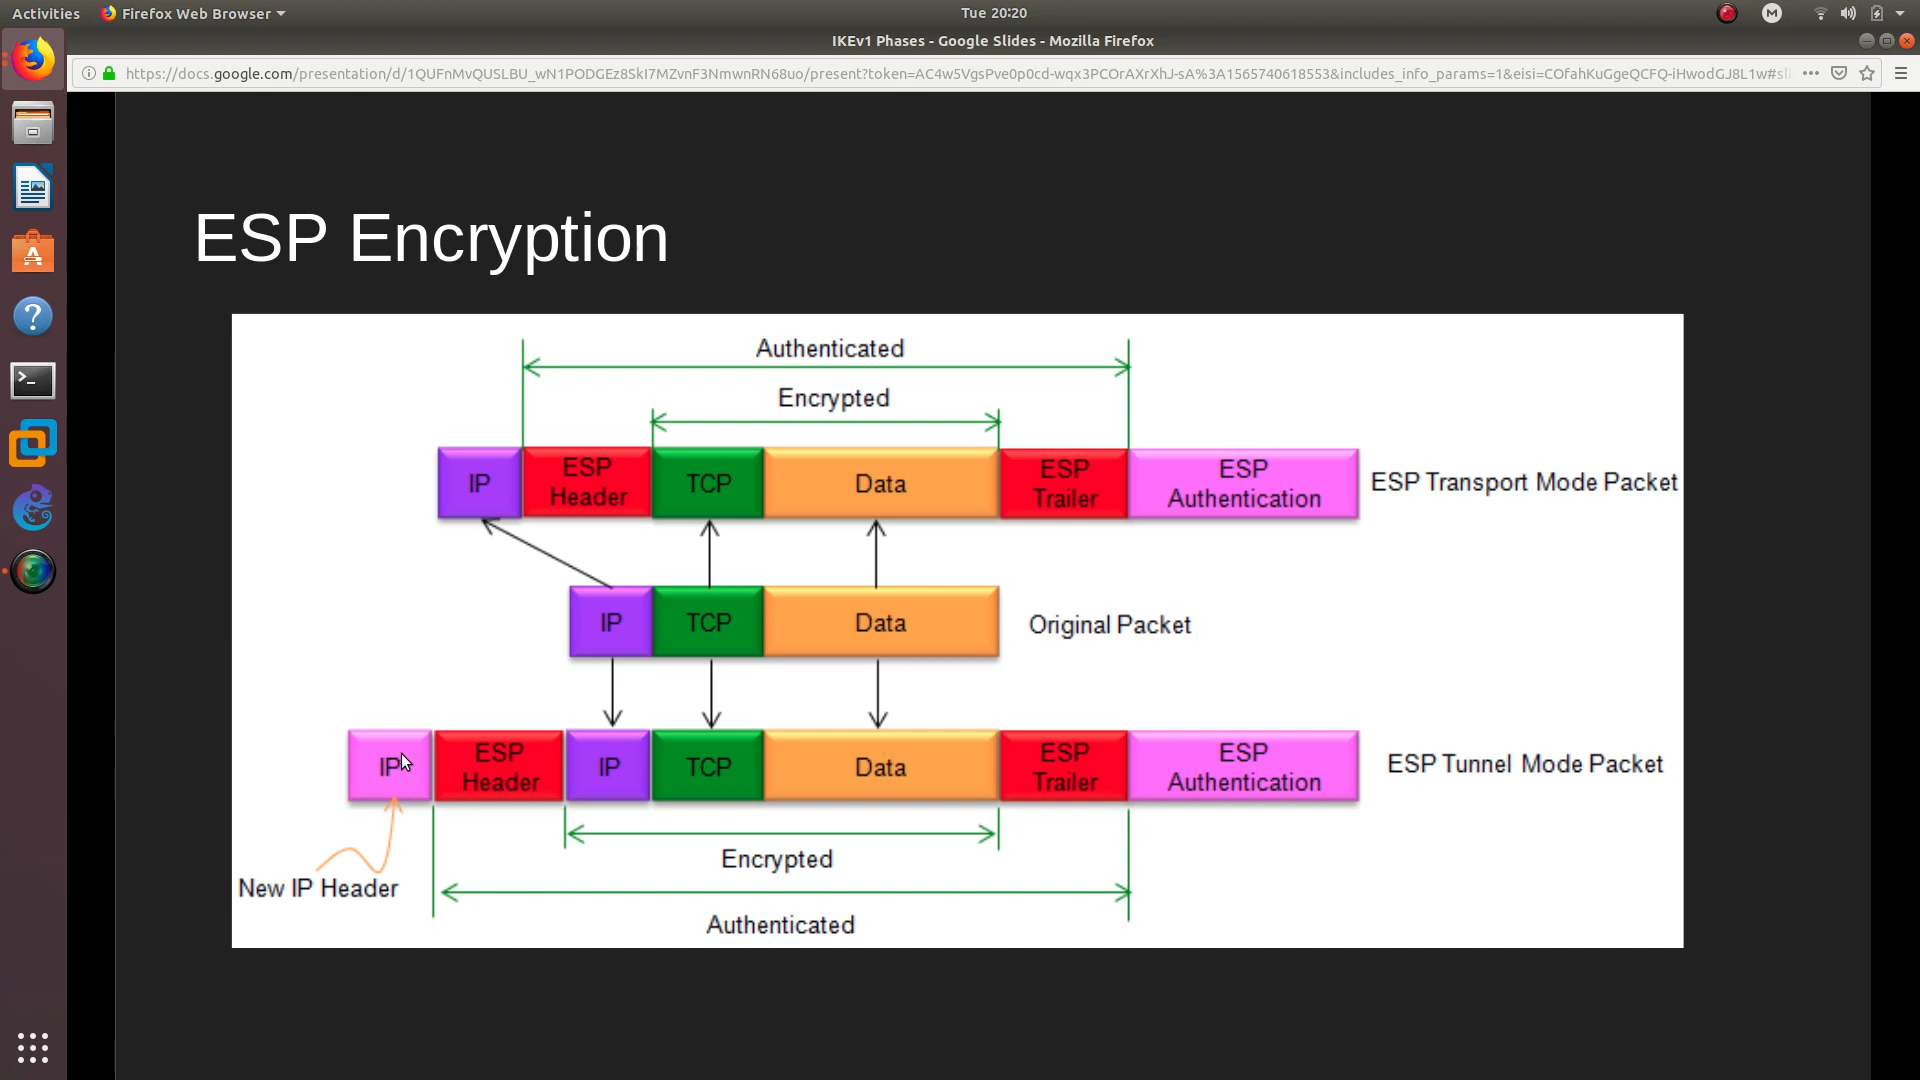 Activities Firefox Web Browser Tue 20:20 M
IKEv1 Phases - Google Slides - Mozilla Firefox
https://docs.google.com/presentation/d/1QUFnMvQUSLBU_wN1PODGEz8SkI7MZvnF3NmwnRN68uo/present?token=AC4w5VgsPve0p0cd-wqx3PCOrAXrXhJ-sA%3A1565740618553&includes_info_params=1&eisi=COfahKuGgeQCFQ-iHwodGJ8L1w#sl
ESP Encryption
Authenticated
Encrypted
IP ESP Header TCP Data ESP Trailer ESP Authentication ESP Transport Mode Packet
IP TCP Data Original Packet
IP ESP Header IP TCP Data ESP Trailer ESP Authentication ESP Tunnel Mode Packet
Encrypted
New IP Header
Authenticated